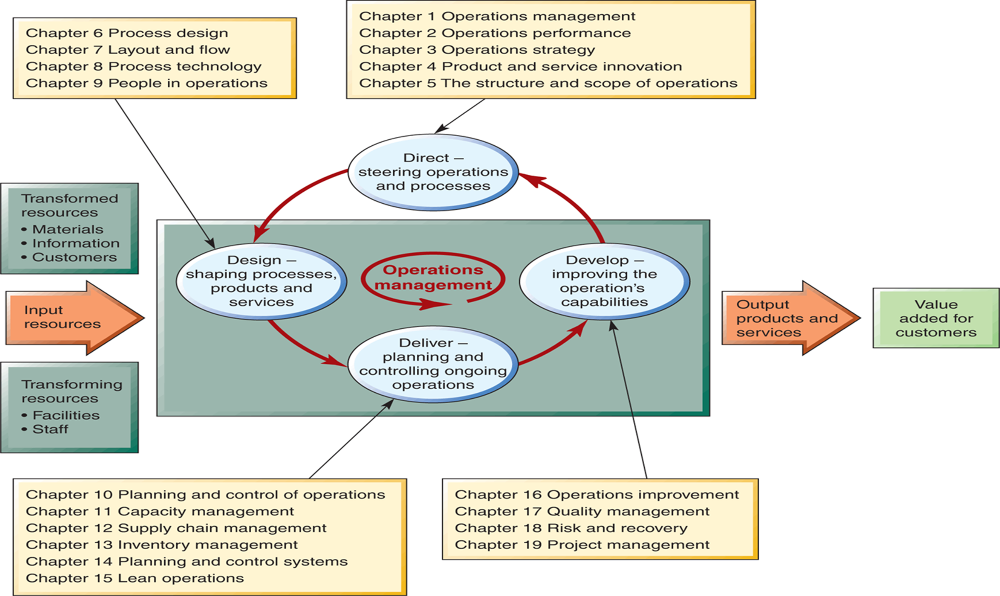 Chapter 6 Process design
Chapter 7 Layout and flow
Chapter 8 Process technology
Chapter 9 People in operations
Chapter 1 Operations management
Chapter 2 Operations performance
Chapter 3 Operations strategy
Chapter 4 Product and service innovation
Chapter 5 The structure and scope of operations
Direct –
steering operations
and processes
Transformed
resources
• Materials
• Information
• Customers
Input
resources
Transforming
resources
• Facilities
• Staff
Design –
shaping processes,
products and
services
Operations
management
Develop –
improving the
operation’s
capabilities
Deliver –
planning and
controlling ongoing
operations
Output
products and
services
Value
added for
customers
Chapter 10 Planning and control of operations
Chapter 11 Capacity management
Chapter 12 Supply chain management
Chapter 13 Inventory management
Chapter 14 Planning and control systems
Chapter 15 Lean operations
Chapter 16 Operations improvement
Chapter 17 Quality management
Chapter 18 Risk and recovery
Chapter 19 Project management